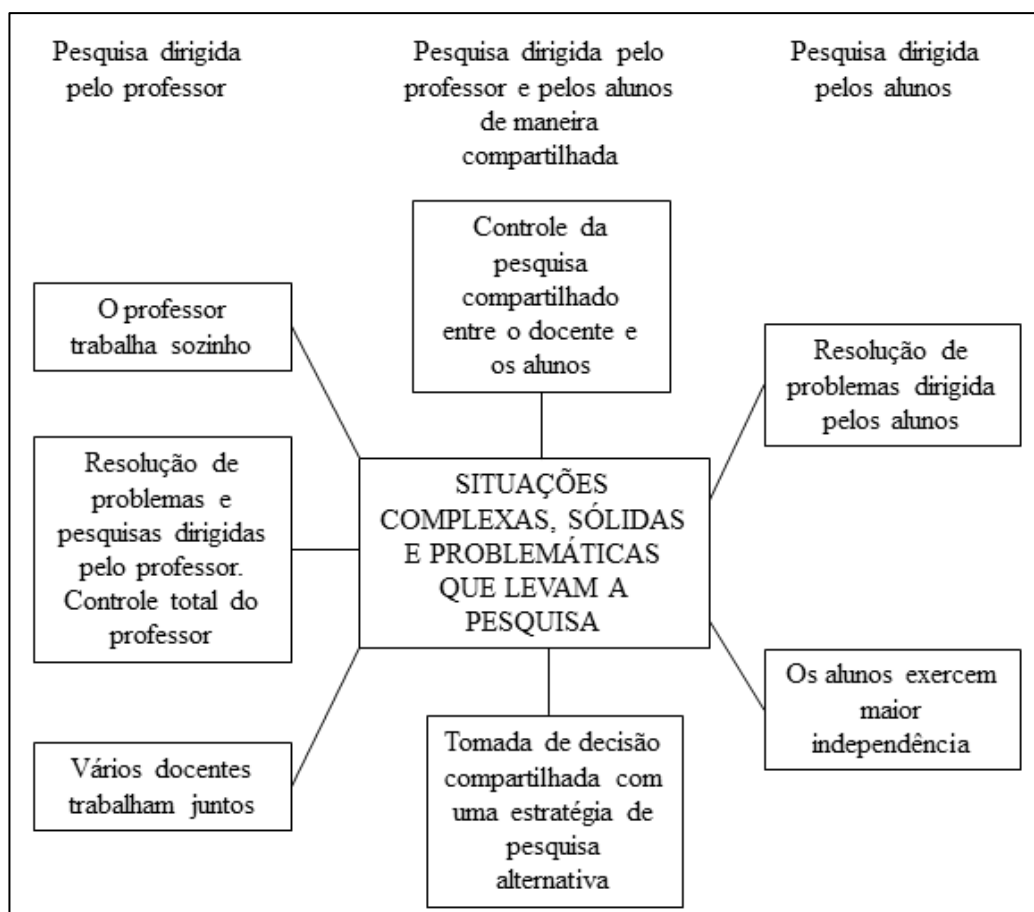 Pesquisa dirigida
pelo professor
Pesquisa dirigida pelo
professor e pelos alunos
de maneira
compartilhada
Pesquisa dirigida
pelos alunos
O professor
trabalha sozinho
Resolução de
problemas e
pesquisas dirigidas
pelo professor.
Controle total do
professor
Vários docentes
trabalham juntos
Controle da
pesquisa
compartilhado
entre o docente e
os alunos
SITUAÇÕES
COMPLEXAS, SÓLIDAS
E PROBLEMÁTICAS
QUE LEVAM A
PESQUISA
Tomada de decisão
compartilhada com
uma estratégia de
pesquisa
alternativa
Resolução de
problemas dirigida
pelos alunos
Os alunos exercem
maior
independência